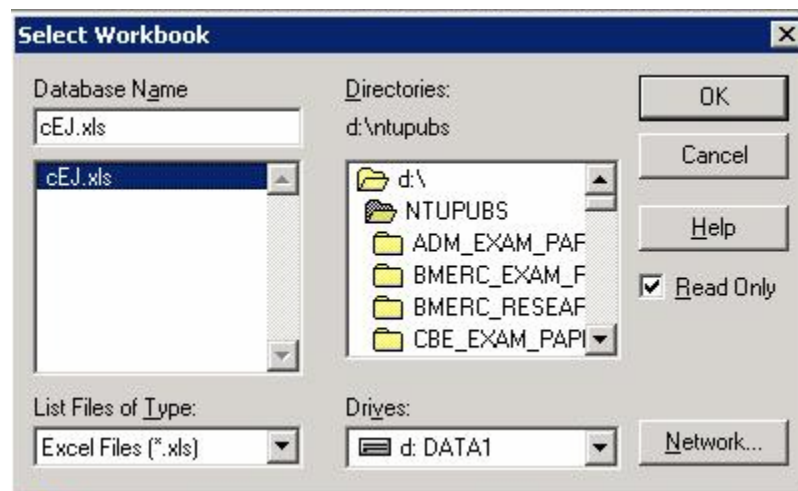 Select Workbook
Database Name
cEJ.xls
cEJ.xls
List Files of Type:
Excel Files (*.xls)
Directories:
d:\ntupubs
d:\
NTUPUBS
ADM_EXAM_PAP
BMERC_EXAM_F
BMERC_RESEAF
CBE_EXAM_PAPI
Drives:
d: DATA1
OK
Cancel
Help
Read Only
Network...